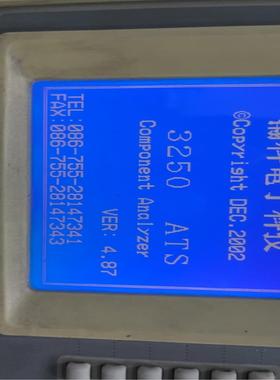 ©Copyright DEC,2002
3250 ATS
Component Analyzer
VER: 4.87
TEL:086-755-28147341
FAX:086-755-28147343